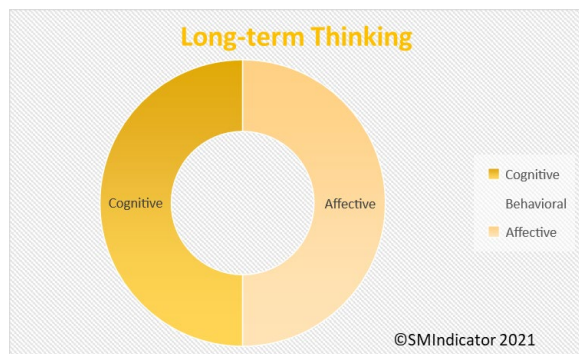 Long-term Thinking
Cognitive
Affective
Cognitive
Behavioral
Affective
©SMIndicator 2021